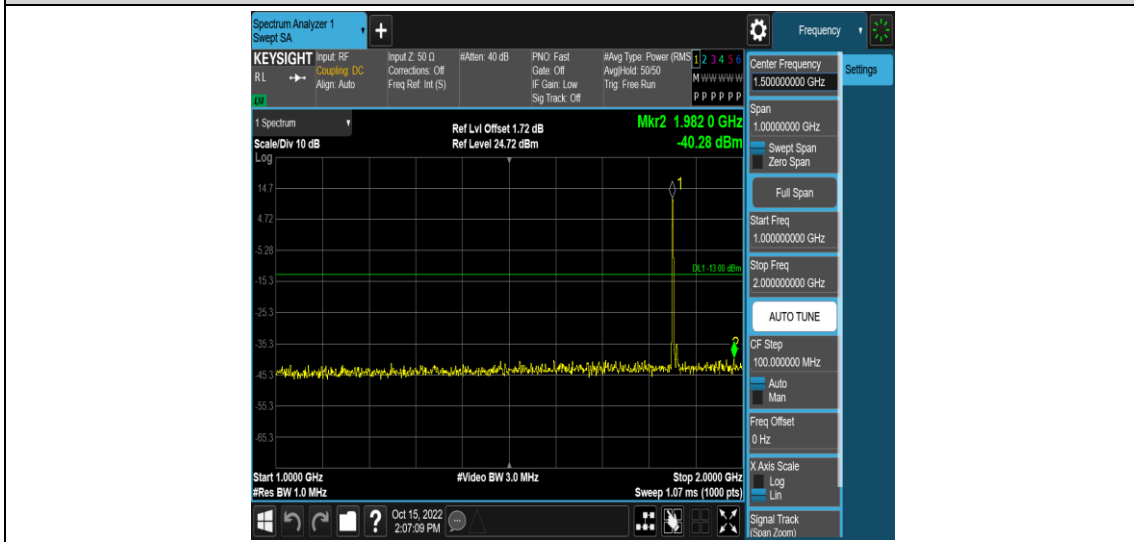 Spectrum Analyzer 1
Swept SA
+
Frequency
KEYSIGHT
RL
LXI
Input: RF
Coupling: DC
Align: Auto
Input Z: 50 Ω
Corrections: Off
Freq Ref: Int (S)
#Atten: 40 dB
PNO: Fast
Gate: Off
IF Gain: Low
Sig Track: Off
#Avg Type: Power (RMS
Avg|Hold: 50/50
Trig: Free Run
1 2 3 4 5 6
M W W W W W
P P P P P P
1 Spectrum
Scale/Div 10 dB
Log
Ref Lvl Offset 1.72 dB
Ref Level 24.72 dBm
Mkr2 1.982 0 GHz
-40.28 dBm
14.7
4.72
-5.28
-15.3
-25.3
-35.3
-45.3
-55.3
-65.3
1
DL1 -13.00 dBm
2
Start 1.0000 GHz
#Res BW 1.0 MHz
#Video BW 3.0 MHz
Stop 2.0000 GHz
Sweep 1.07 ms (1000 pts)
?
Oct 15, 2022
2:07:09 PM
Center Frequency
1.50000000 GHz
Settings
Span
1.00000000 GHz
Swept Span
Zero Span
Full Span
Start Freq
1.000000000 GHz
Stop Freq
2.000000000 GHz
AUTO TUNE
CF Step
100.000000 MHz
Auto
Man
Freq Offset
0 Hz
X Axis Scale
Log
Lin
Signal Track
(Span Zoom)